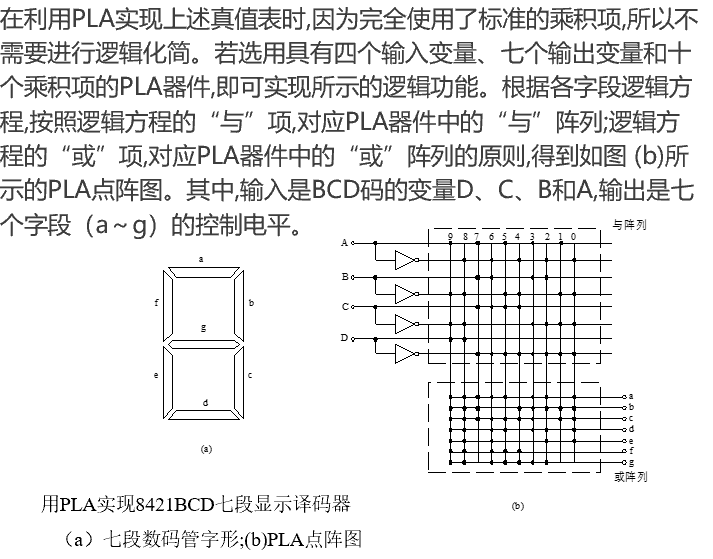 在利用PLA实现上述真值表时,因为完全使用了标准的乘积项,所以不
需要进行逻辑化简。若选用具有四个输入变量、七个输出变量和十
个乘积项的PLA器件,即可实现所示的逻辑功能。根据各字段逻辑方
程,按照逻辑方程的“与”项,对应PLA器件中的“与”阵列;逻辑方
程的“或”项,对应PLA器件中的“或”阵列的原则,得到如图 (b)所
示的PLA点阵图。其中,输入是BCD码的变量D、C、B和A,输出是七
个字段（a～g）的控制电平。
a
f
b
g
e
c
d
(a)
与阵列
9 8 7 6 5 4 3 2 1 0
A
B
C
D
a
b
c
d
e
f
g
或阵列
(b)
用PLA实现8421BCD七段显示译码器
（a）七段数码管字形;(b)PLA点阵图